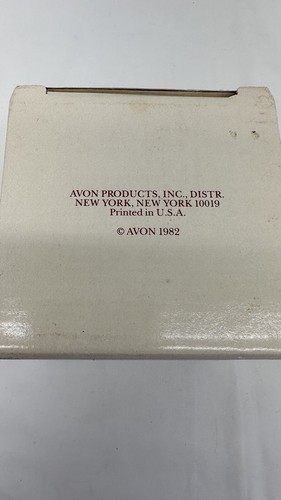 AVON PRODUCTS, INC., DISTR.
NEW YORK, NEW YORK 10019
Printed in U.S.A.
© AVON 1982